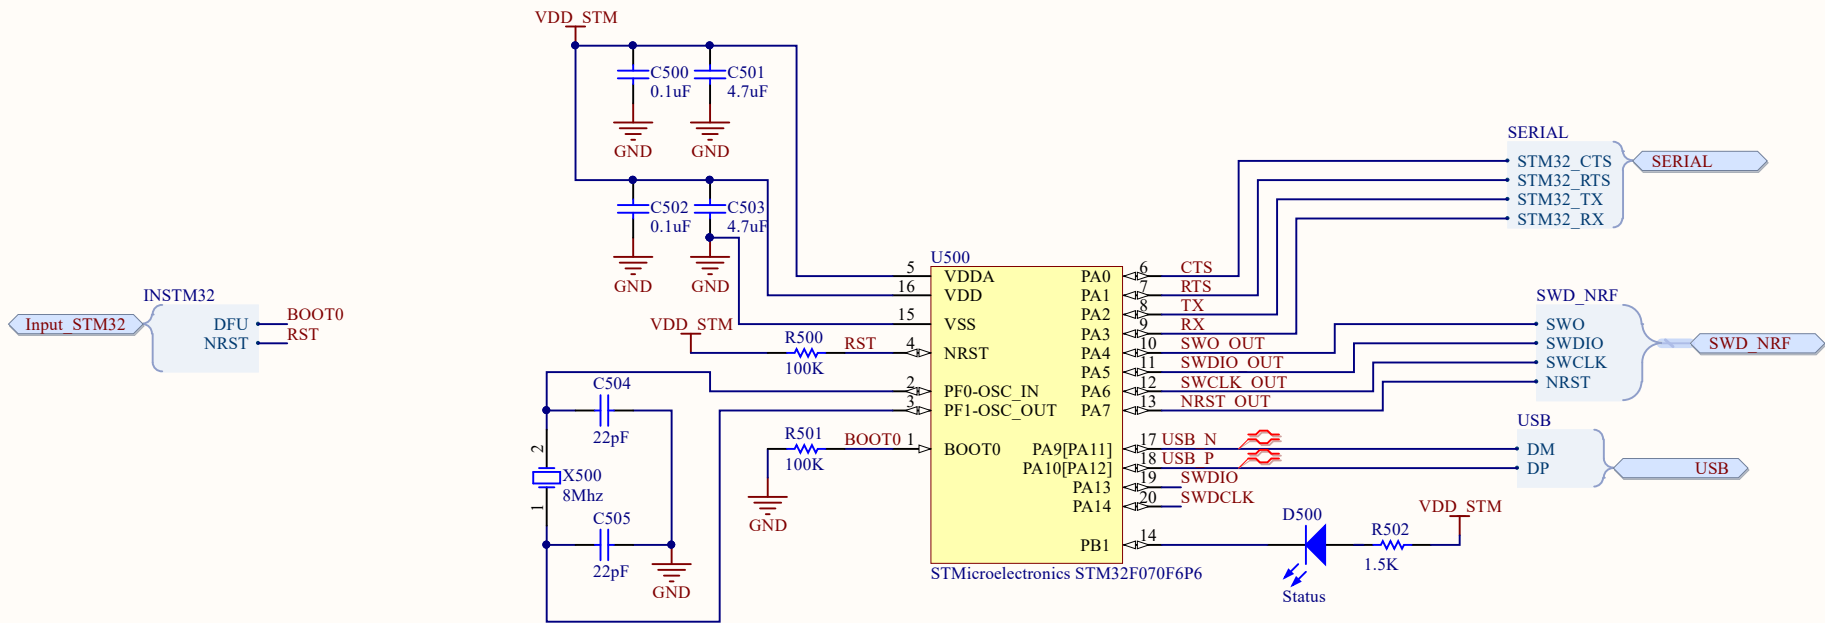 VDD_STM
C500
0.1uF
GND
C501
4.7uF
GND
C502
0.1uF
GND
C503
4.7uF
GND
INSTM32
Input_STM32
DFU
NRST
BOOT0
RST
VDD_STM
R500
100K
RST
C504
22pF
2
X500
8Mhz
1
C505
22pF
GND
R501
100K
BOOT0
GND
U500
5 VDDA
16 VDD
15 VSS
4 NRST
2 PF0-OSC_IN
3 PF1-OSC_OUT
1 BOOT0
PA0 6 CTS
PA1 7 RTS
PA2 8 TX
PA3 9 RX
PA4 10 SWO_OUT
PA5 11 SWDIO_OUT
PA6 12 SWCLK_OUT
PA7 13 NRST_OUT
PA9[PA11] 17 USB_N
PA10[PA12] 18 USB_P
PA13 19 SWDIO
PA14 20 SWDCLK
PB1 14
STMicroelectronics STM32F070F6P6
SERIAL
STM32_CTS
STM32_RTS
STM32_TX
STM32_RX
SERIAL
SWD_NRF
SWO
SWDIO
SWCLK
NRST
SWD_NRF
USB
DM
DP
USB
D500
Status
R502
1.5K
VDD_STM